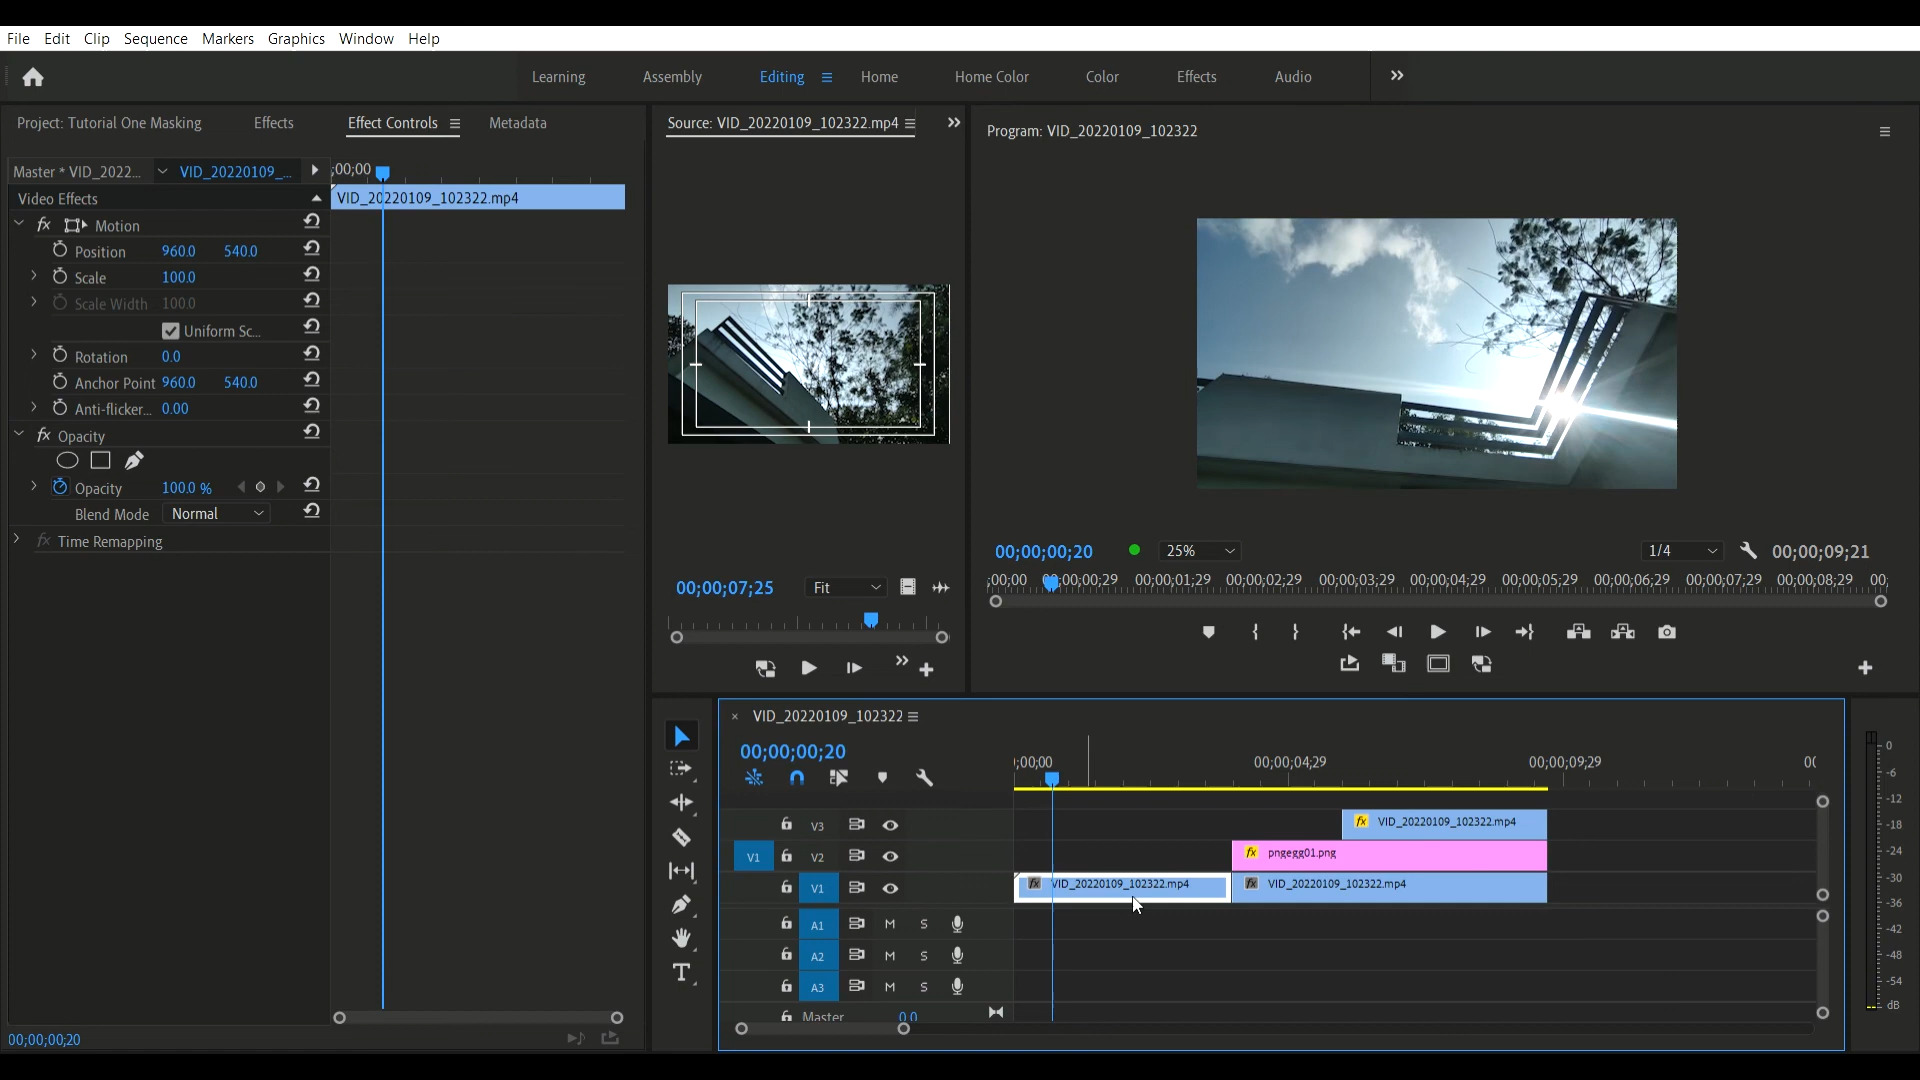 File Edit Clip Sequence Markers Graphics Window Help
Learning Assembly Editing Home Home Color Color Effects Audio
Project: Tutorial One Masking Effects Effect Controls Metadata
Master * VID_2022... VID_20220109_...
;00;00
Video Effects
VID_20220109_102322.mp4
fx Motion
Position 960.0 540.0
Scale 100.0
Scale Width 100.0
Uniform Sc...
Rotation 0.0
Anchor Point 960.0 540.0
Anti-flicker... 0.00
fx Opacity
Opacity 100.0 %
Blend Mode Normal
fx Time Remapping
00;00;00;20
Source: VID_20220109_102322.mp4
00;00;07;25 Fit
Program: VID_20220109_102322
00;00;00;20 25% 1/4 00;00;09;21
;00;00 00;00;00;29 00;00;01;29 00;00;02;29 00;00;03;29 00;00;04;29 00;00;05;29 00;00;06;29 00;00;07;29 00;00;08;29 00;
× VID_20220109_102322
00;00;00;20
;00;00 00;00;04;29 00;00;09;29 00
V3 fx VID_20220109_102322.mp4
V1 V2 fx pngegg01.png
V1 fx VID_20220109_102322.mp4 fx VID_20220109_102322.mp4
A1 M S
A2 M S
A3 M S
Master 0.0
0
-6
-12
-18
-24
-30
-36
-42
-48
-54
dB